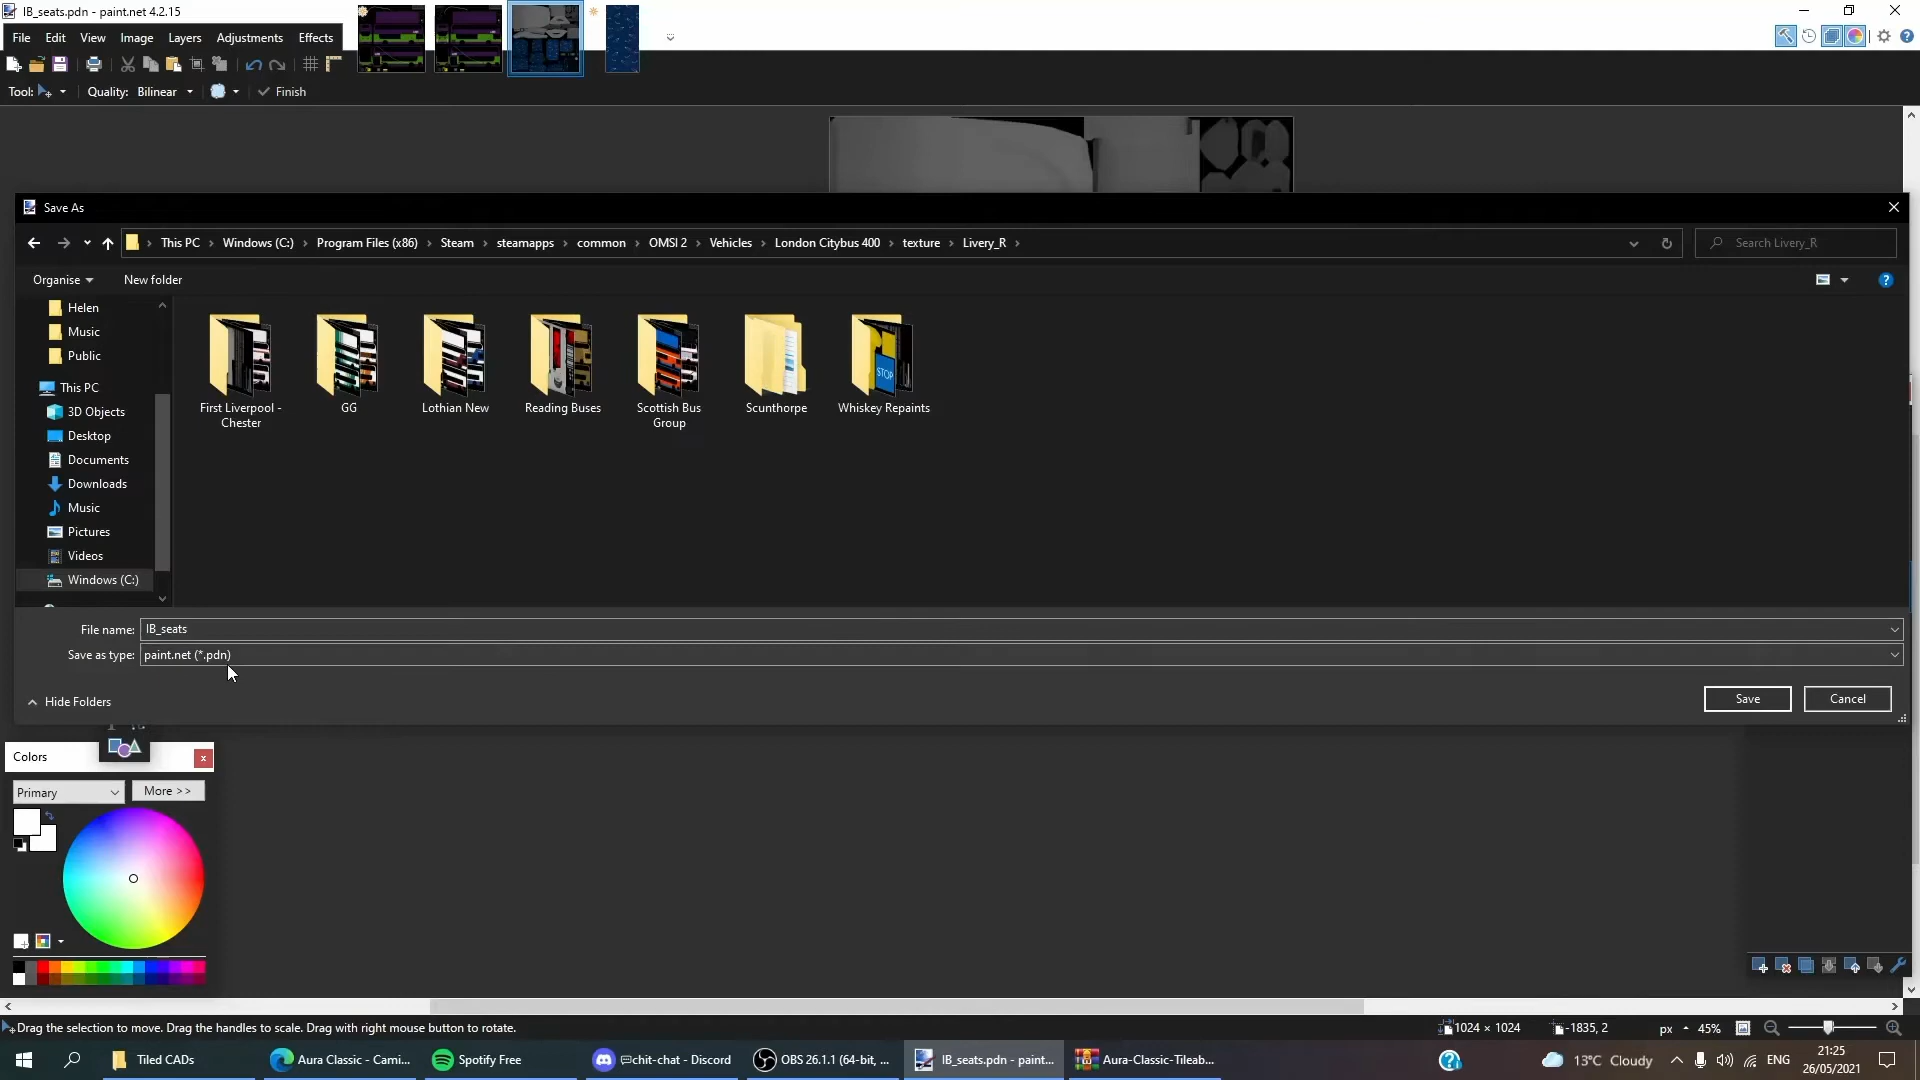 IB_seats.pdn - paint.net 4.2.15
File Edit View Image Layers Adjustments Effects
Tool: Quality: Bilinear Finish
Save As
This PC › Windows (C:) › Program Files (x86) › Steam › steamapps › common › OMSI 2 › Vehicles › London Citybus 400 › texture › Livery_R ›
Search Livery_R
Organise New folder
Helen
Music
Public
This PC
3D Objects
Desktop
Documents
Downloads
Music
Pictures
Videos
Windows (C:)
STOP
First Liverpool - Chester
GG
Lothian New
Reading Buses
Scottish Bus Group
Scunthorpe
Whiskey Repaints
File name: IB_seats
Save as type: paint.net (*.pdn)
Hide Folders
Save Cancel
Colors
Primary More >>
Drag the selection to move. Drag the handles to scale. Drag with right mouse button to rotate.
1024 × 1024 -1835, 2 px 45%
Tiled CADs
Aura Classic - Cami...
Spotify Free
chit-chat - Discord
OBS 26.1.1 (64-bit, ...
IB_seats.pdn - paint...
Aura-Classic-Tileab...
13°C Cloudy
ENG
21:25
26/05/2021